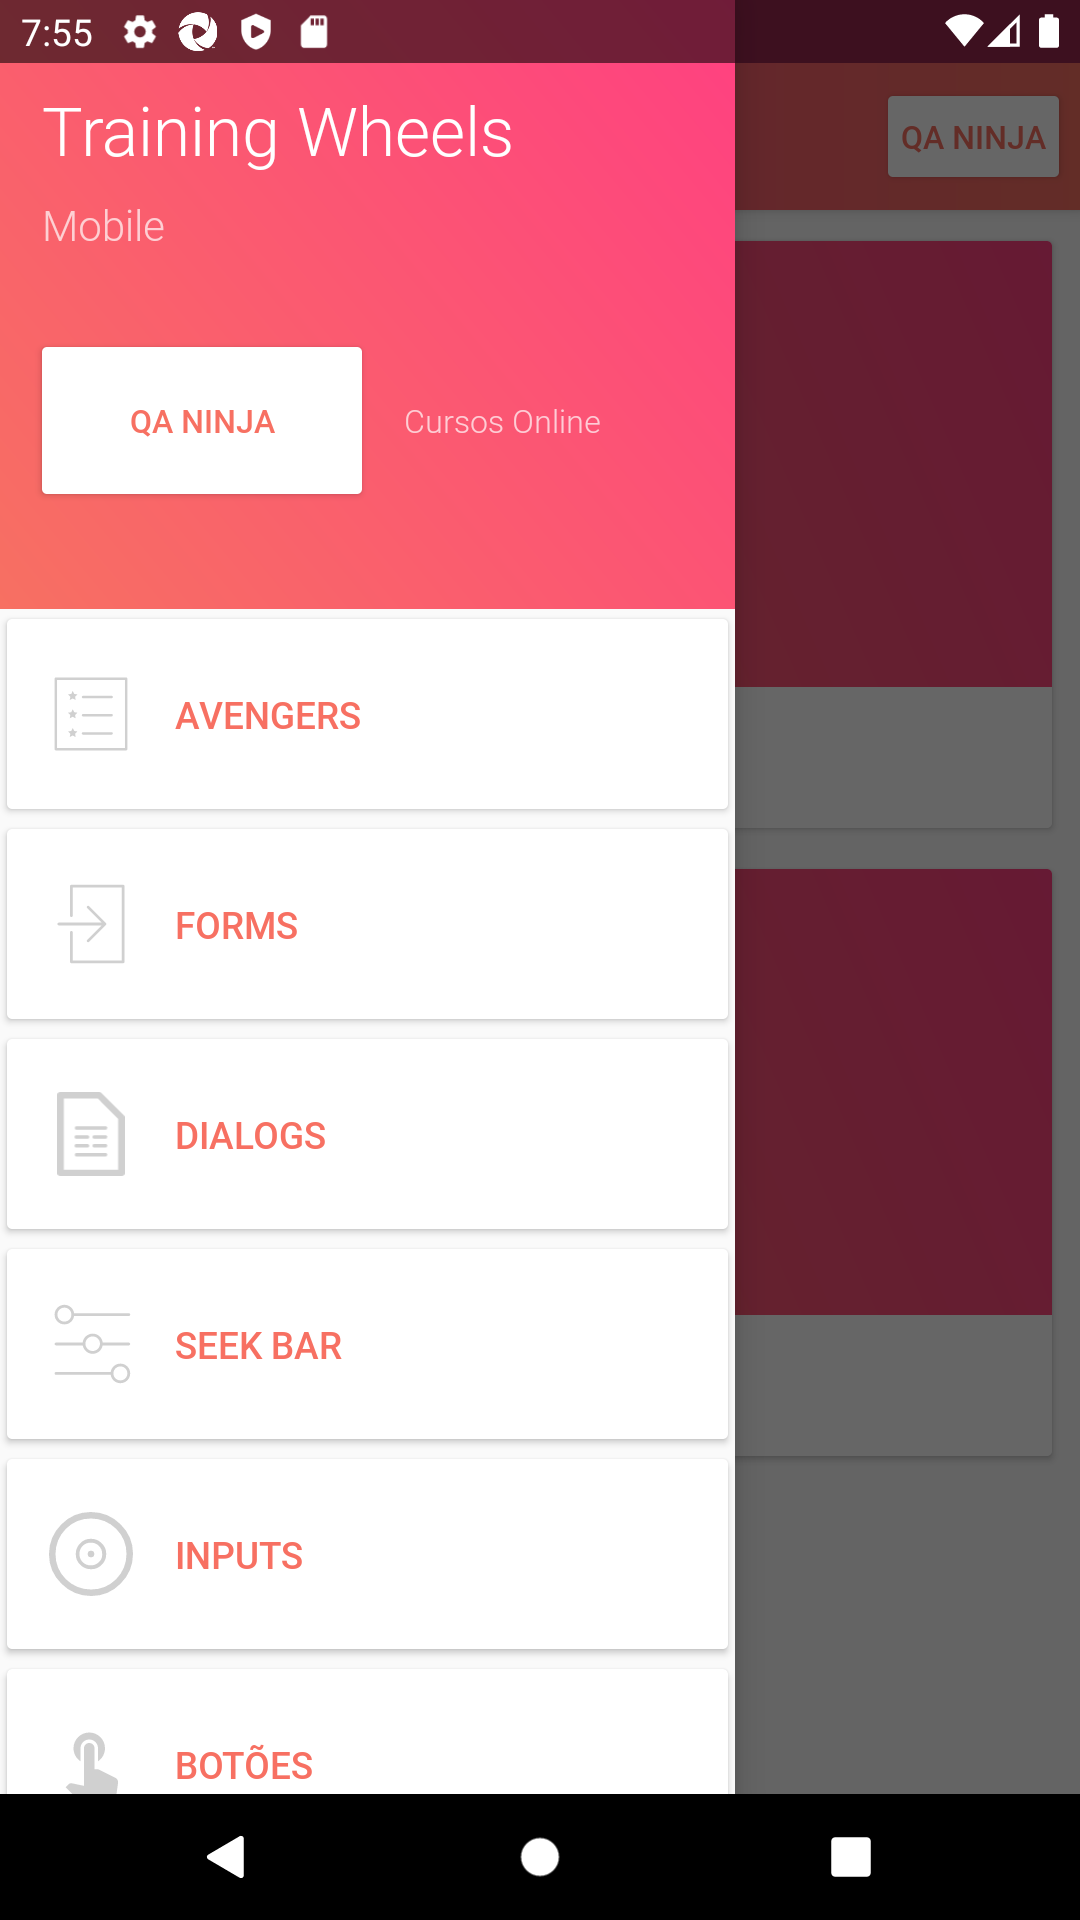 7:55
Training Wheels
QA NINJA
Mobile
QA NINJA
Cursos Online
AVENGERS
FORMS
DIALOGS
SEEK BAR
INPUTS
BOTÕES